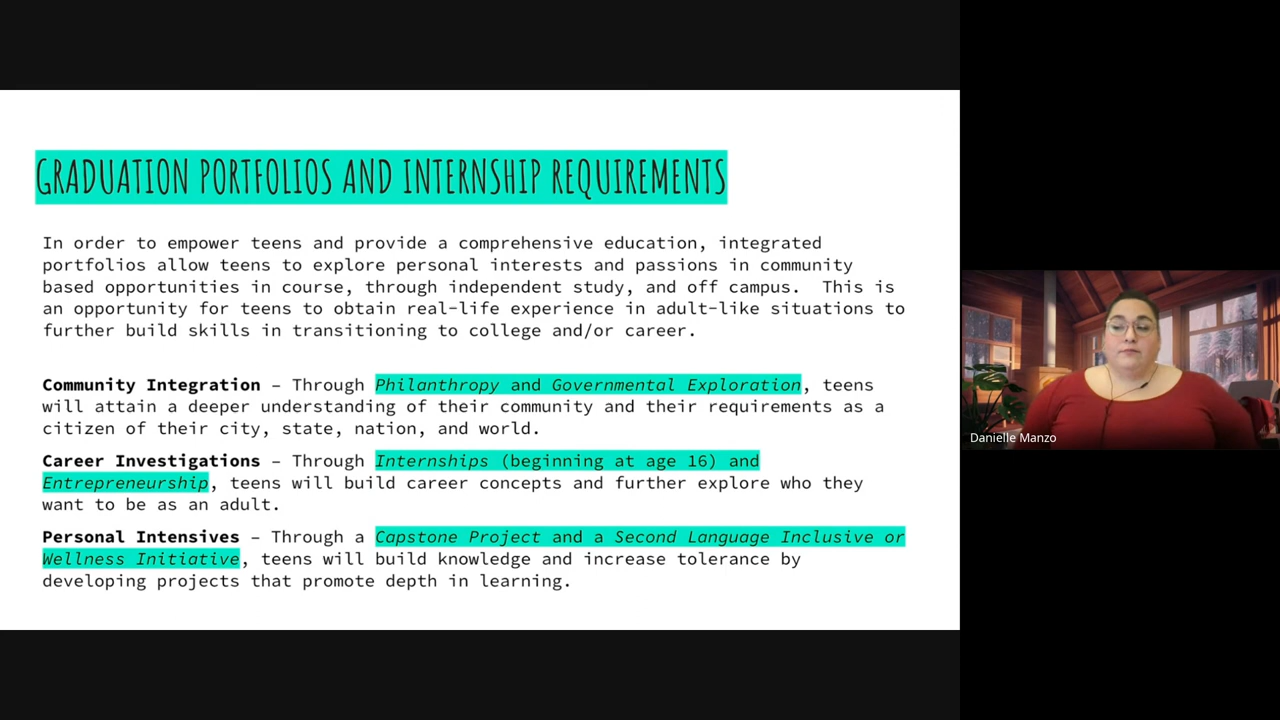 GRADUATION PORTFOLIOS AND INTERNSHIP REQUIREMENTS
In order to empower teens and provide a comprehensive education, integrated
portfolios allow teens to explore personal interests and passions in community
based opportunities in course, through independent study, and off campus.  This is
an opportunity for teens to obtain real-life experience in adult-like situations to
further build skills in transitioning to college and/or career.
Community Integration – Through Philanthropy and Governmental Exploration, teens
will attain a deeper understanding of their community and their requirements as a
citizen of their city, state, nation, and world.
Career Investigations – Through Internships (beginning at age 16) and
Entrepreneurship, teens will build career concepts and further explore who they
want to be as an adult.
Personal Intensives – Through a Capstone Project and a Second Language Inclusive or
Wellness Initiative, teens will build knowledge and increase tolerance by
developing projects that promote depth in learning.
Danielle Manzo